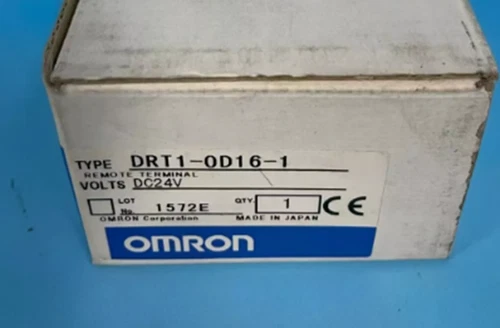 TYPE DRT1-OD16-1
REMOTE TERMINAL
VOLTS DC24V
LOT No. 1572E QTY 1 CE
OMRON Corporation MADE IN JAPAN
OMRON